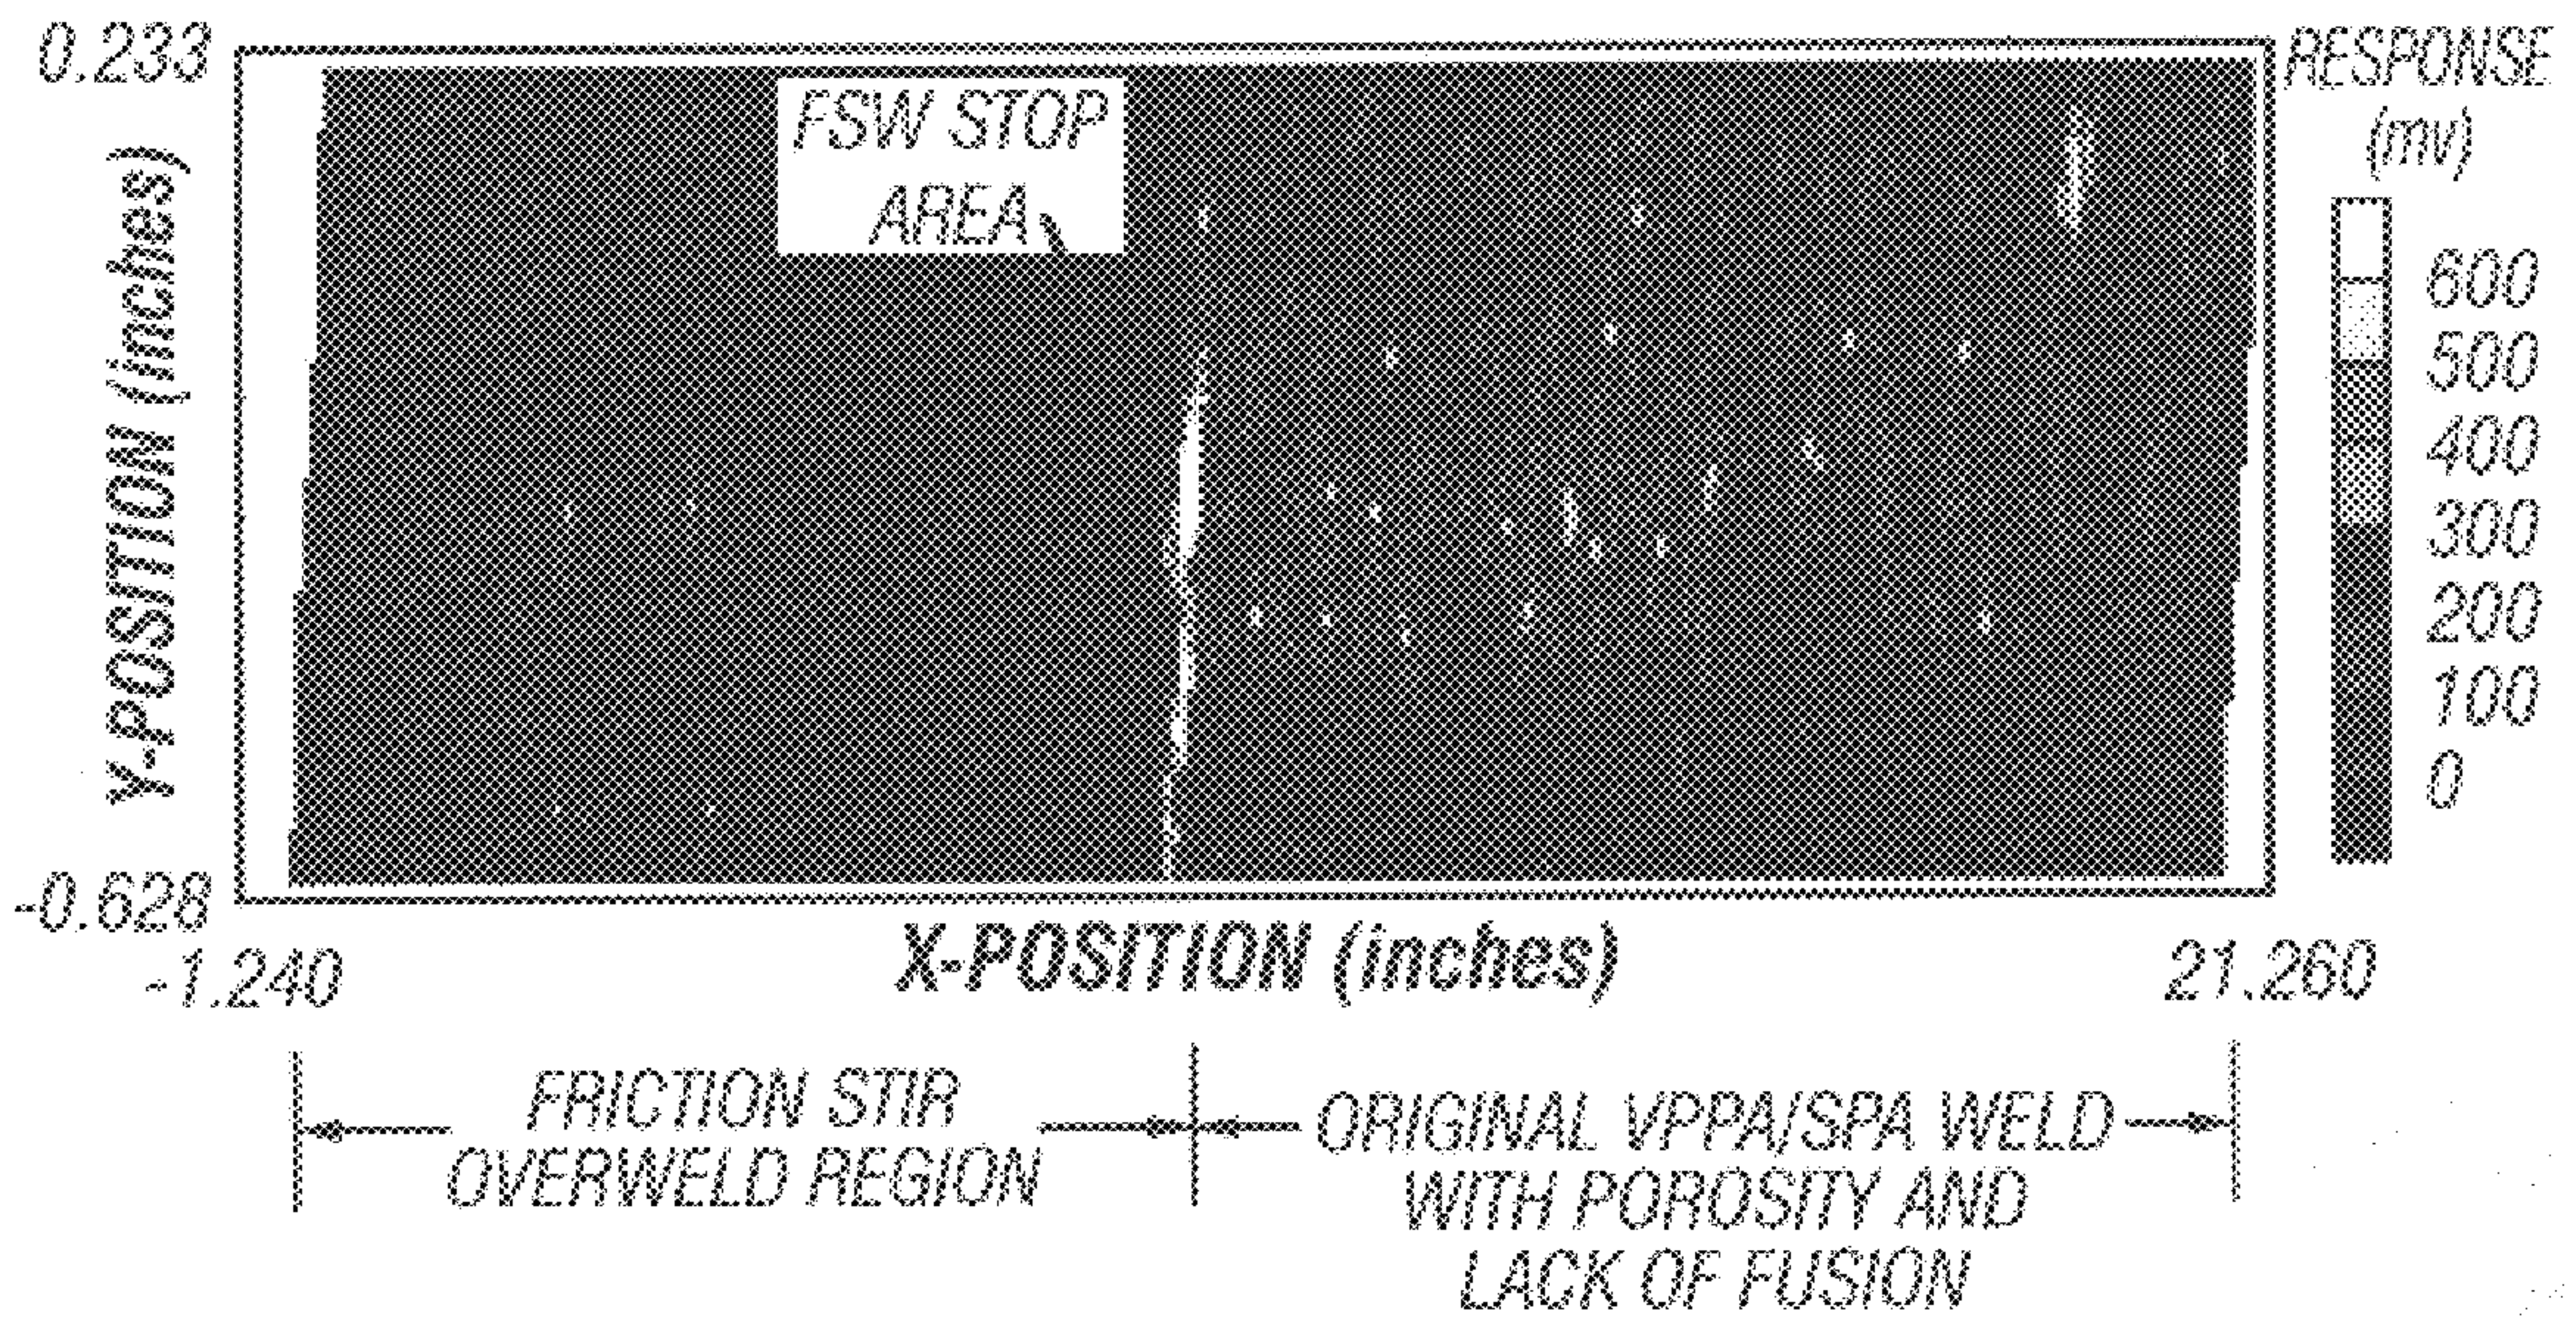 0.233
Y-POSITION (inches)
-0.628
FSW STOP
AREA
RESPONSE
(mv)
600
500
400
300
200
100
0
-1.240
X-POSITION (inches)
21.260
FRICTION STIR
OVERWELD REGION
ORIGINAL VPPA/SPA WELD
WITH POROSITY AND
LACK OF FUSION